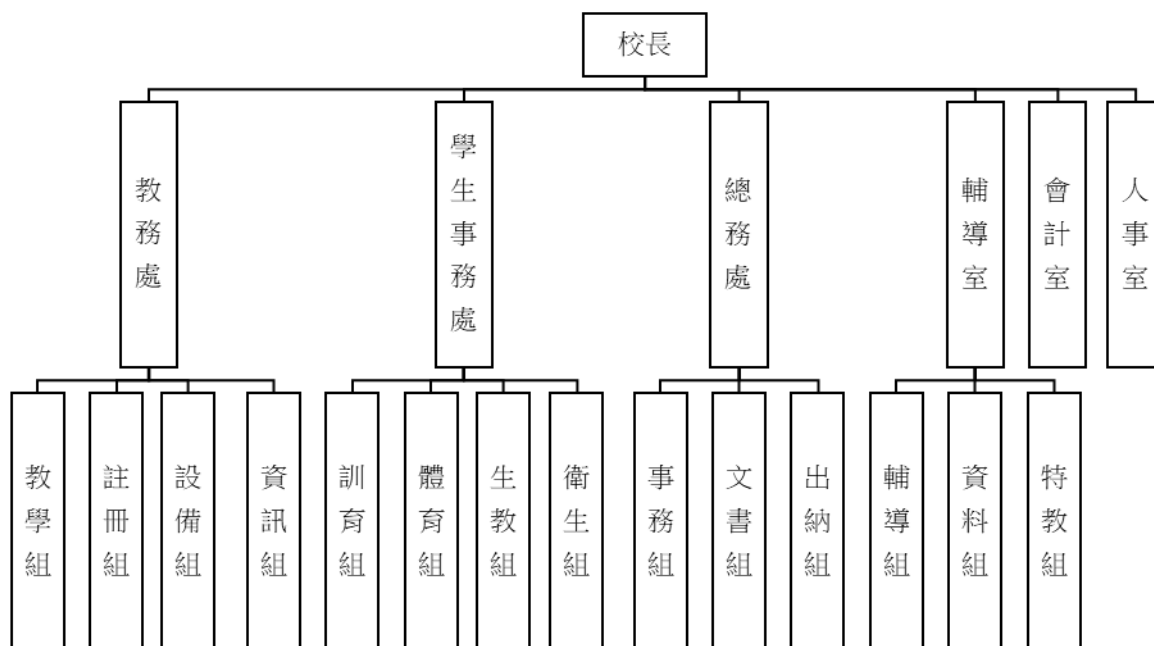 校長
教務處
學生事務處
總務處
輔導室
會計室
人事室
教學組
註冊組
設備組
資訊組
訓育組
體育組
生教組
衛生組
事務組
文書組
出納組
輔導組
資料組
特教組